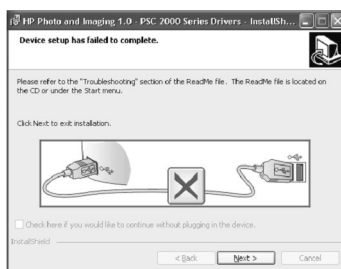 HP Photo and Imaging 1.0 - PSC 2000 Series Drivers - InstallSh...
Device setup has failed to complete.
Please refer to the "Troubleshooting" section of the ReadMe file. The ReadMe file is located on
the CD or under the Start menu.
Click Next to exit installation.
Check here if you would like to continue without plugging in the device.
InstallShield
< Back Next > Cancel